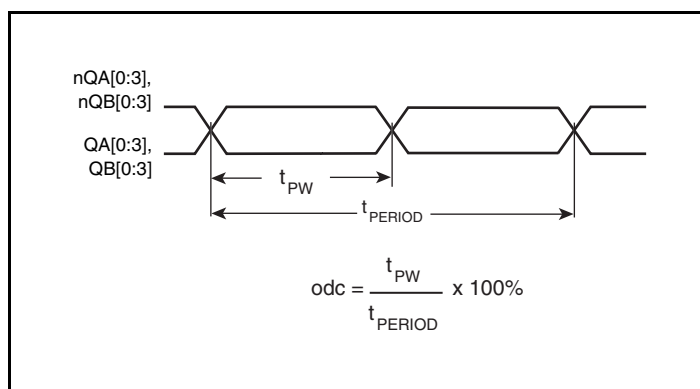 nQA[0:3],
nQB[0:3]
QA[0:3],
QB[0:3]
tPW
tPERIOD
odc = tPW / tPERIOD x 100%